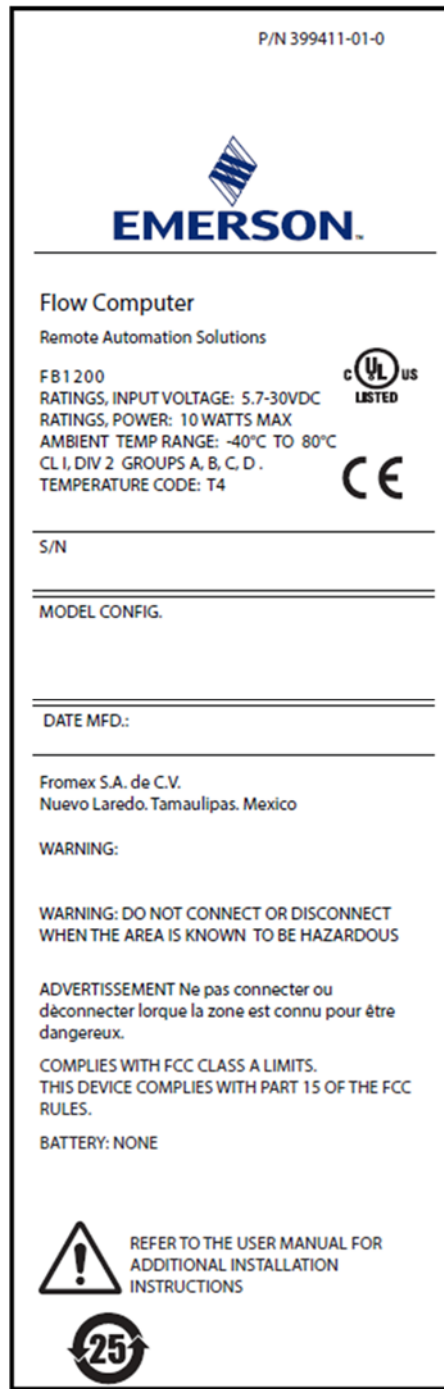 P/N 399411-01-0
EMERSON™
Flow Computer
Remote Automation Solutions
FB1200
RATINGS, INPUT VOLTAGE: 5.7-30VDC
RATINGS, POWER: 10 WATTS MAX
AMBIENT TEMP RANGE: -40°C TO 80°C
CL I, DIV 2 GROUPS A, B, C, D .
TEMPERATURE CODE: T4
C UL US
LISTED
CE
S/N
MODEL CONFIG.
DATE MFD.:
Fromex S.A. de C.V.
Nuevo Laredo. Tamaulipas. Mexico
WARNING:
WARNING: DO NOT CONNECT OR DISCONNECT
WHEN THE AREA IS KNOWN TO BE HAZARDOUS
ADVERTISSEMENT Ne pas connecter ou
dèconnecter lorque la zone est connu pour être
dangereux.
COMPLIES WITH FCC CLASS A LIMITS.
THIS DEVICE COMPLIES WITH PART 15 OF THE FCC
RULES.
BATTERY: NONE
REFER TO THE USER MANUAL FOR
ADDITIONAL INSTALLATION
INSTRUCTIONS
25